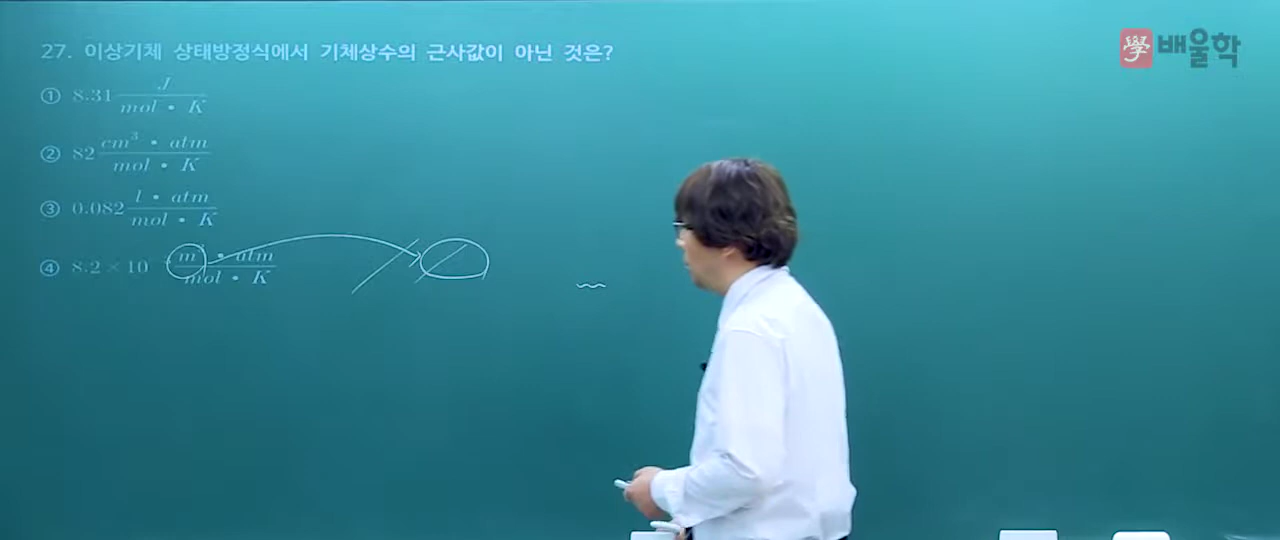 27. 이상기체 상태방정식에서 기체상수의 근사값이 아닌 것은?
① 8.31 J / mol • K
② 82 cm³ • atm / mol • K
③ 0.082 l • atm / mol • K
④ 8.2 × 10 m • atm / mol • K
學 배울학